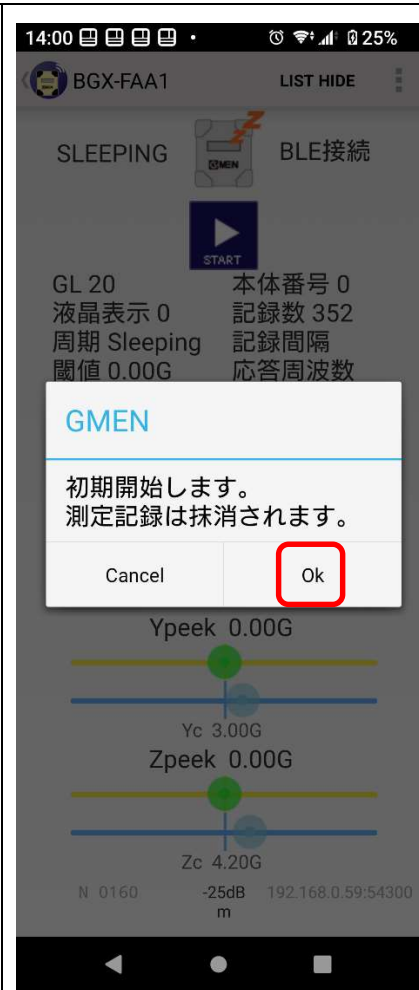 14:00 25%
BGX-FAA1 LIST HIDE
SLEEPING GMEN BLE接続
START
GL 20 本体番号 0
液晶表示 0 記録数 352
周期 Sleeping 記録間隔
閾値 0.00G 応答周波数
GMEN
初期開始します。
測定記録は抹消されます。
Cancel Ok
Ypeek 0.00G
Yc 3.00G
Zpeek 0.00G
Zc 4.20G
N 0160 -25dB 192.168.0.59:54300
m